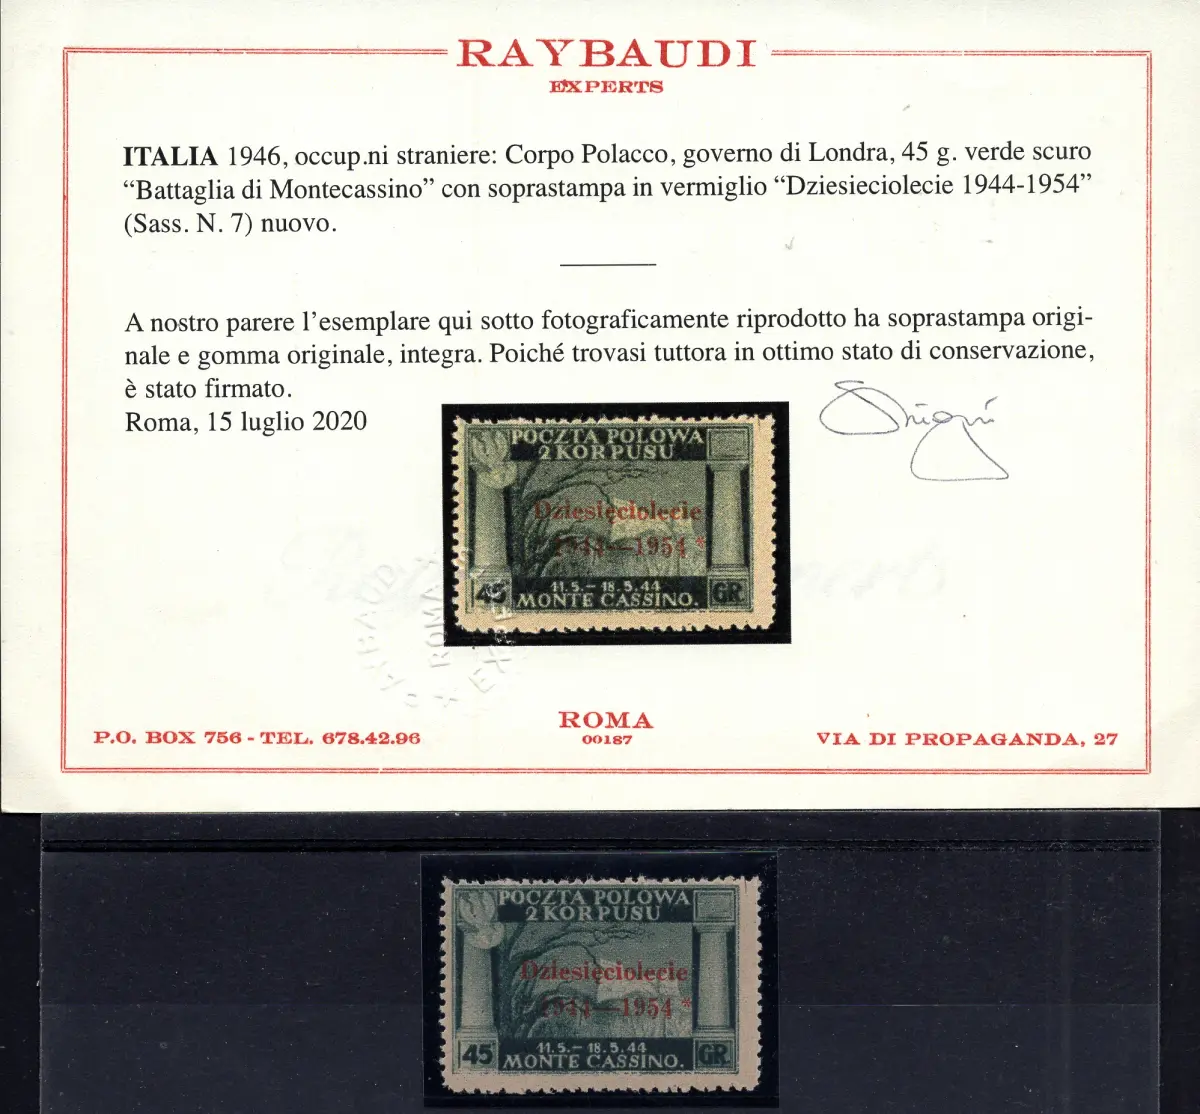 RAYBAUDI
EXPERTS
ITALIA 1946, occup.ni straniere: Corpo Polacco, governo di Londra, 45 g. verde scuro
“Battaglia di Montecassino” con soprastampa in vermiglio “Dziesieciolecie 1944-1954”
(Sass. N. 7) nuovo.
A nostro parere l’esemplare qui sotto fotograficamente riprodotto ha soprastampa origi-
nale e gomma originale, integra. Poiché trovasi tuttora in ottimo stato di conservazione,
è stato firmato.
Roma, 15 luglio 2020
POCZTA POLOWA
2 KORPUSU
Dziesięciolecie
1944—1954 *
11.5.–18.5.44
45 MONTE CASSINO. GR.
RAYBAUDI
ROMA
EXPERTS
ROMA
00187
P.O. BOX 756 - TEL. 678.42.96
VIA DI PROPAGANDA, 27
POCZTA POLOWA
2 KORPUSU
Dziesięciolecie
* 1944—1954 *
11.5.–18.5.44
45 MONTE CASSINO. GR.